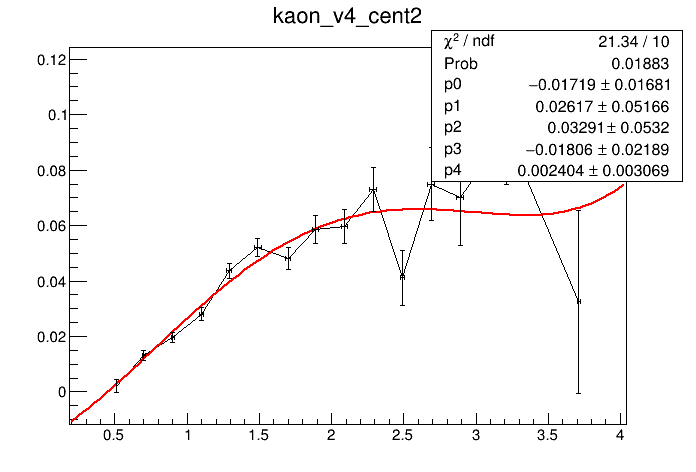 kaon_v4_cent2
χ² / ndf 21.34 / 10
Prob 0.01883
p0 −0.01719 ± 0.01681
p1 0.02617 ± 0.05166
p2 0.03291 ± 0.0532
p3 −0.01806 ± 0.02189
p4 0.002404 ± 0.003069
0.12
0.1
0.08
0.06
0.04
0.02
0
0.5 1 1.5 2 2.5 3 3.5 4